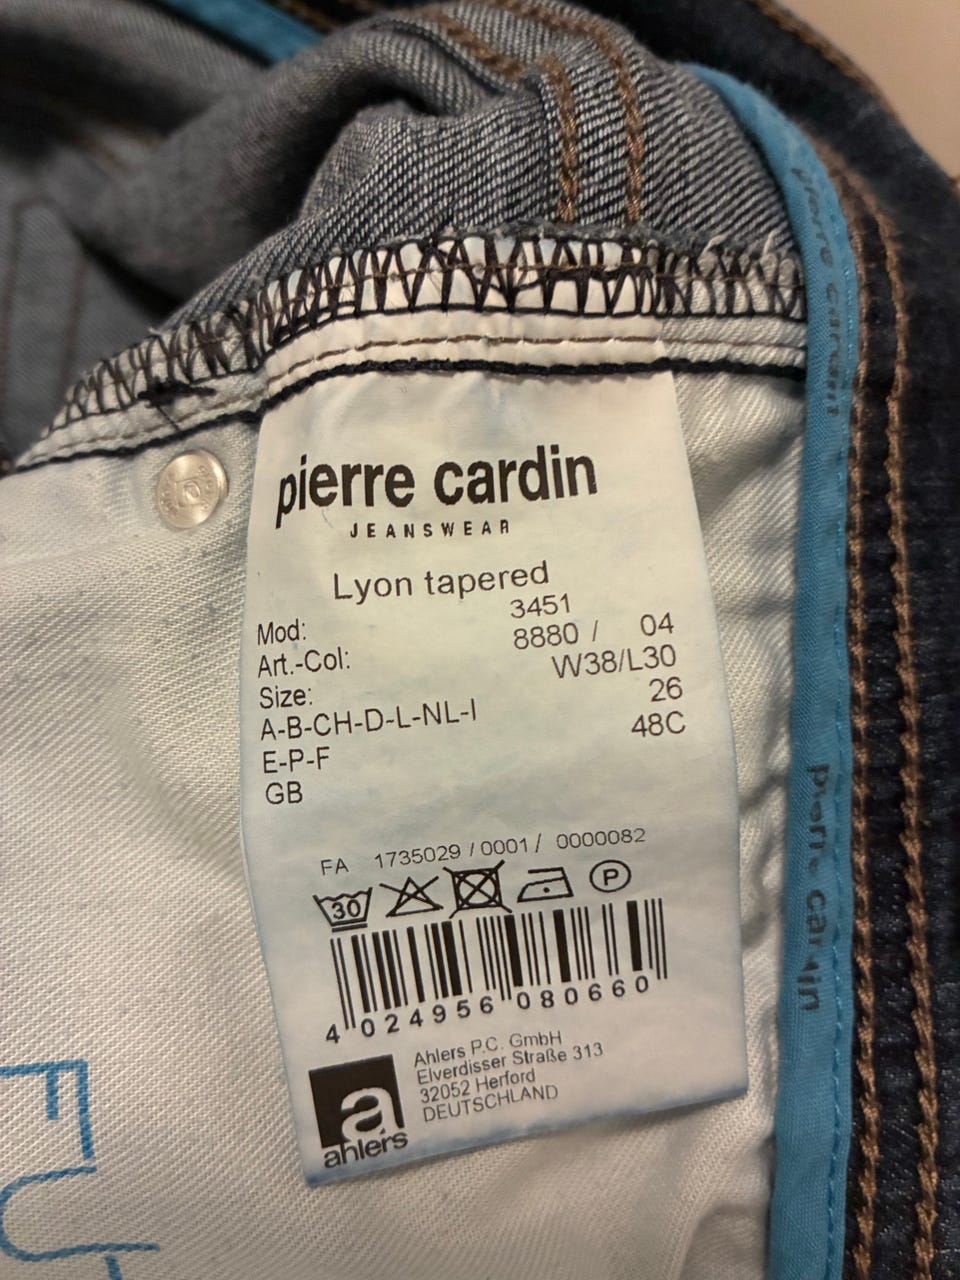 pierre cardin
JEANSWEAR
Lyon tapered
Mod: 3451
Art.-Col: 8880 / 04
Size: W38/L30
A-B-CH-D-L-NL-I 26
E-P-F 48C
GB
FA 1735029 / 0001 / 0000082
30
P
4 024956 080660
Ahlers P.C. GmbH
Elverdisser Straße 313
32052 Herford
DEUTSCHLAND
a
ahlers
pierre cardin
pierre cardin
FU